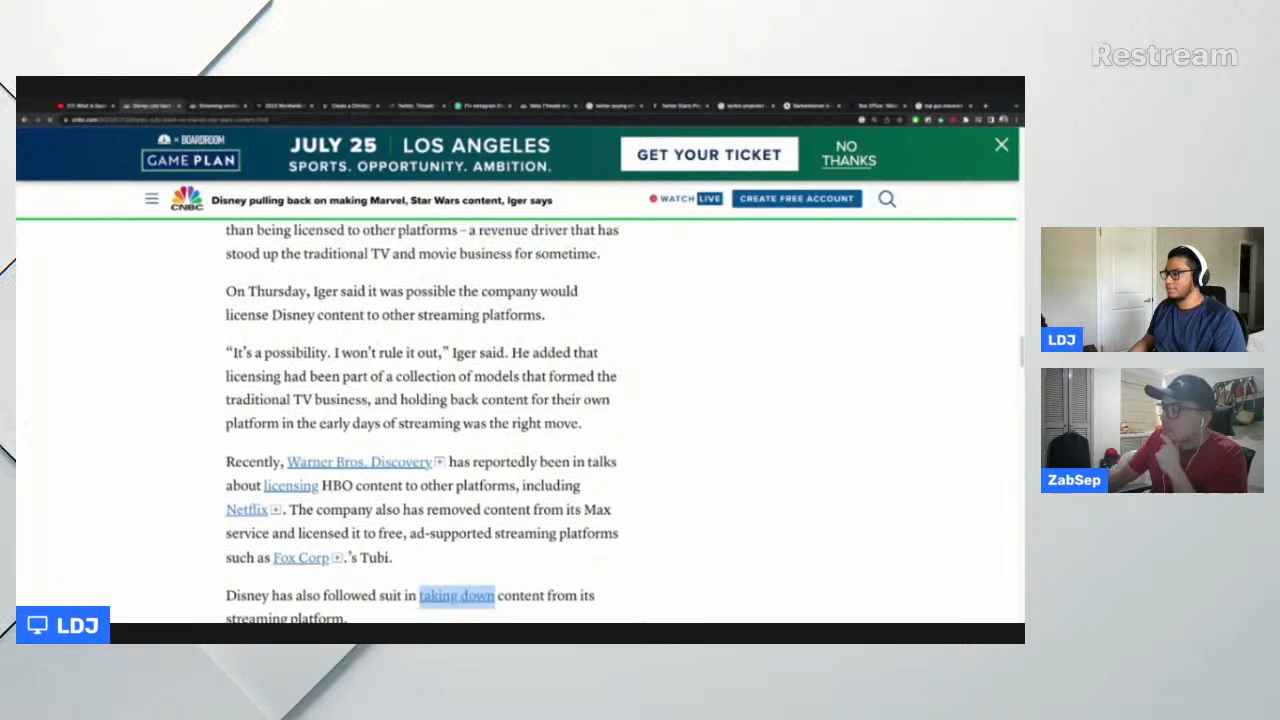 Restream
× BOARDROOM
GAME PLAN
JULY 25 | LOS ANGELES
SPORTS. OPPORTUNITY. AMBITION.
GET YOUR TICKET
NO
THANKS
CNBC
Disney pulling back on making Marvel, Star Wars content, Iger says
WATCH LIVE
CREATE FREE ACCOUNT
than being licensed to other platforms – a revenue driver that has
stood up the traditional TV and movie business for sometime.
On Thursday, Iger said it was possible the company would
license Disney content to other streaming platforms.
“It’s a possibility. I won’t rule it out,” Iger said. He added that
licensing had been part of a collection of models that formed the
traditional TV business, and holding back content for their own
platform in the early days of streaming was the right move.
Recently, Warner Bros. Discovery has reportedly been in talks
about licensing HBO content to other platforms, including
Netflix. The company also has removed content from its Max
service and licensed it to free, ad-supported streaming platforms
such as Fox Corp.’s Tubi.
Disney has also followed suit in taking down content from its
streaming platform.
LDJ
LDJ
ZabSep